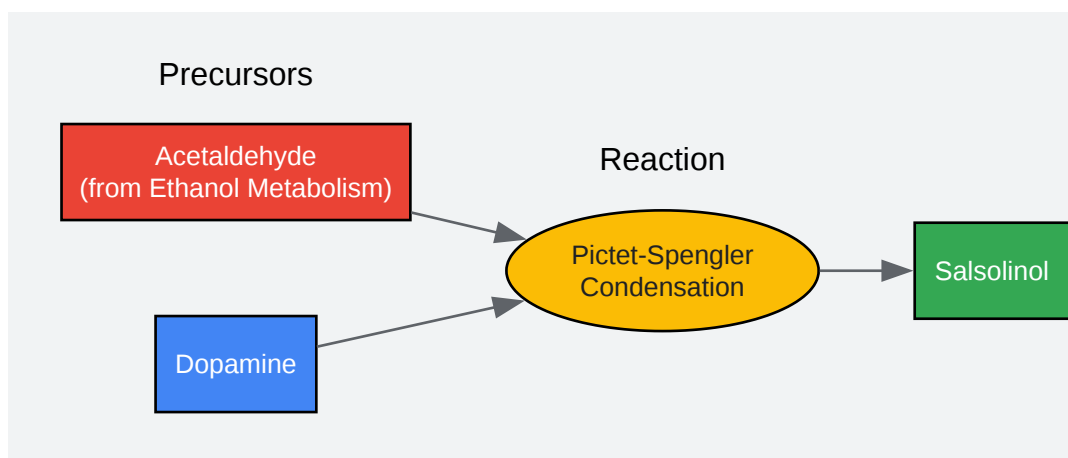 Precursors
Acetaldehyde
(from Ethanol Metabolism)
Dopamine
Reaction
Pictet-Spengler
Condensation
Salsolinol